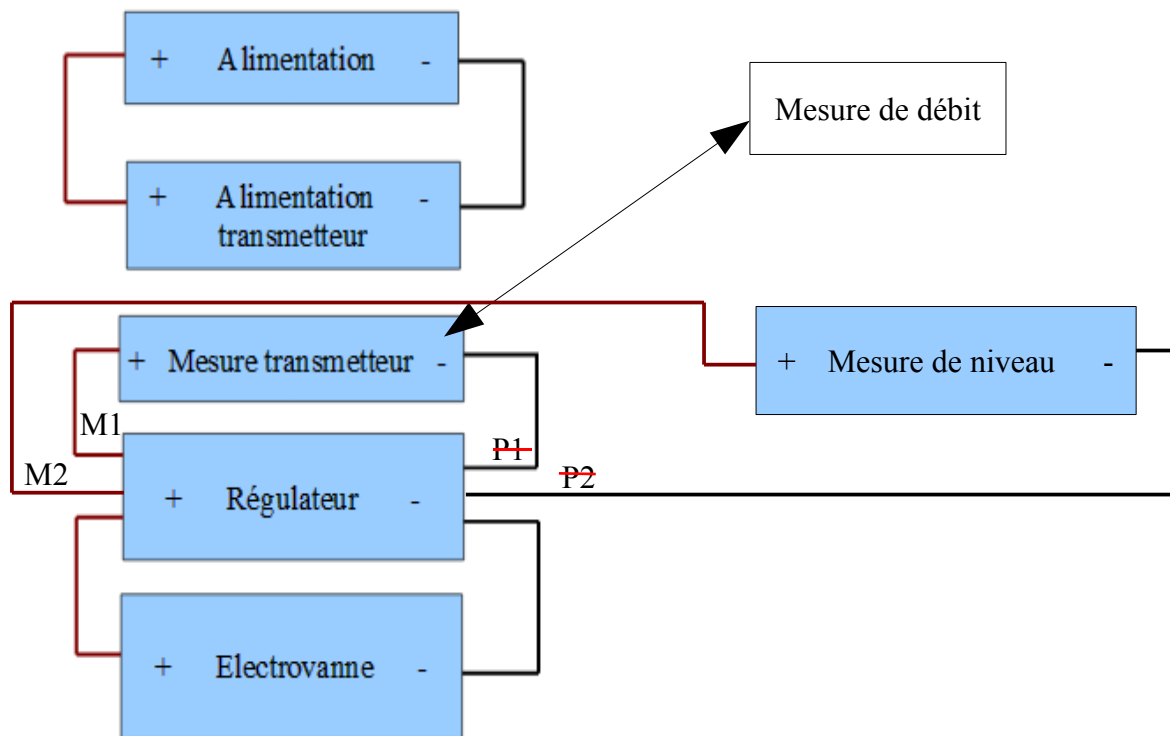 + Alimentation -
Mesure de débit
+ Alimentation -
transmetteur
+ Mesure transmetteur -
+ Mesure de niveau -
M1
P1
M2
P2
+ Régulateur -
+ Electrovanne -